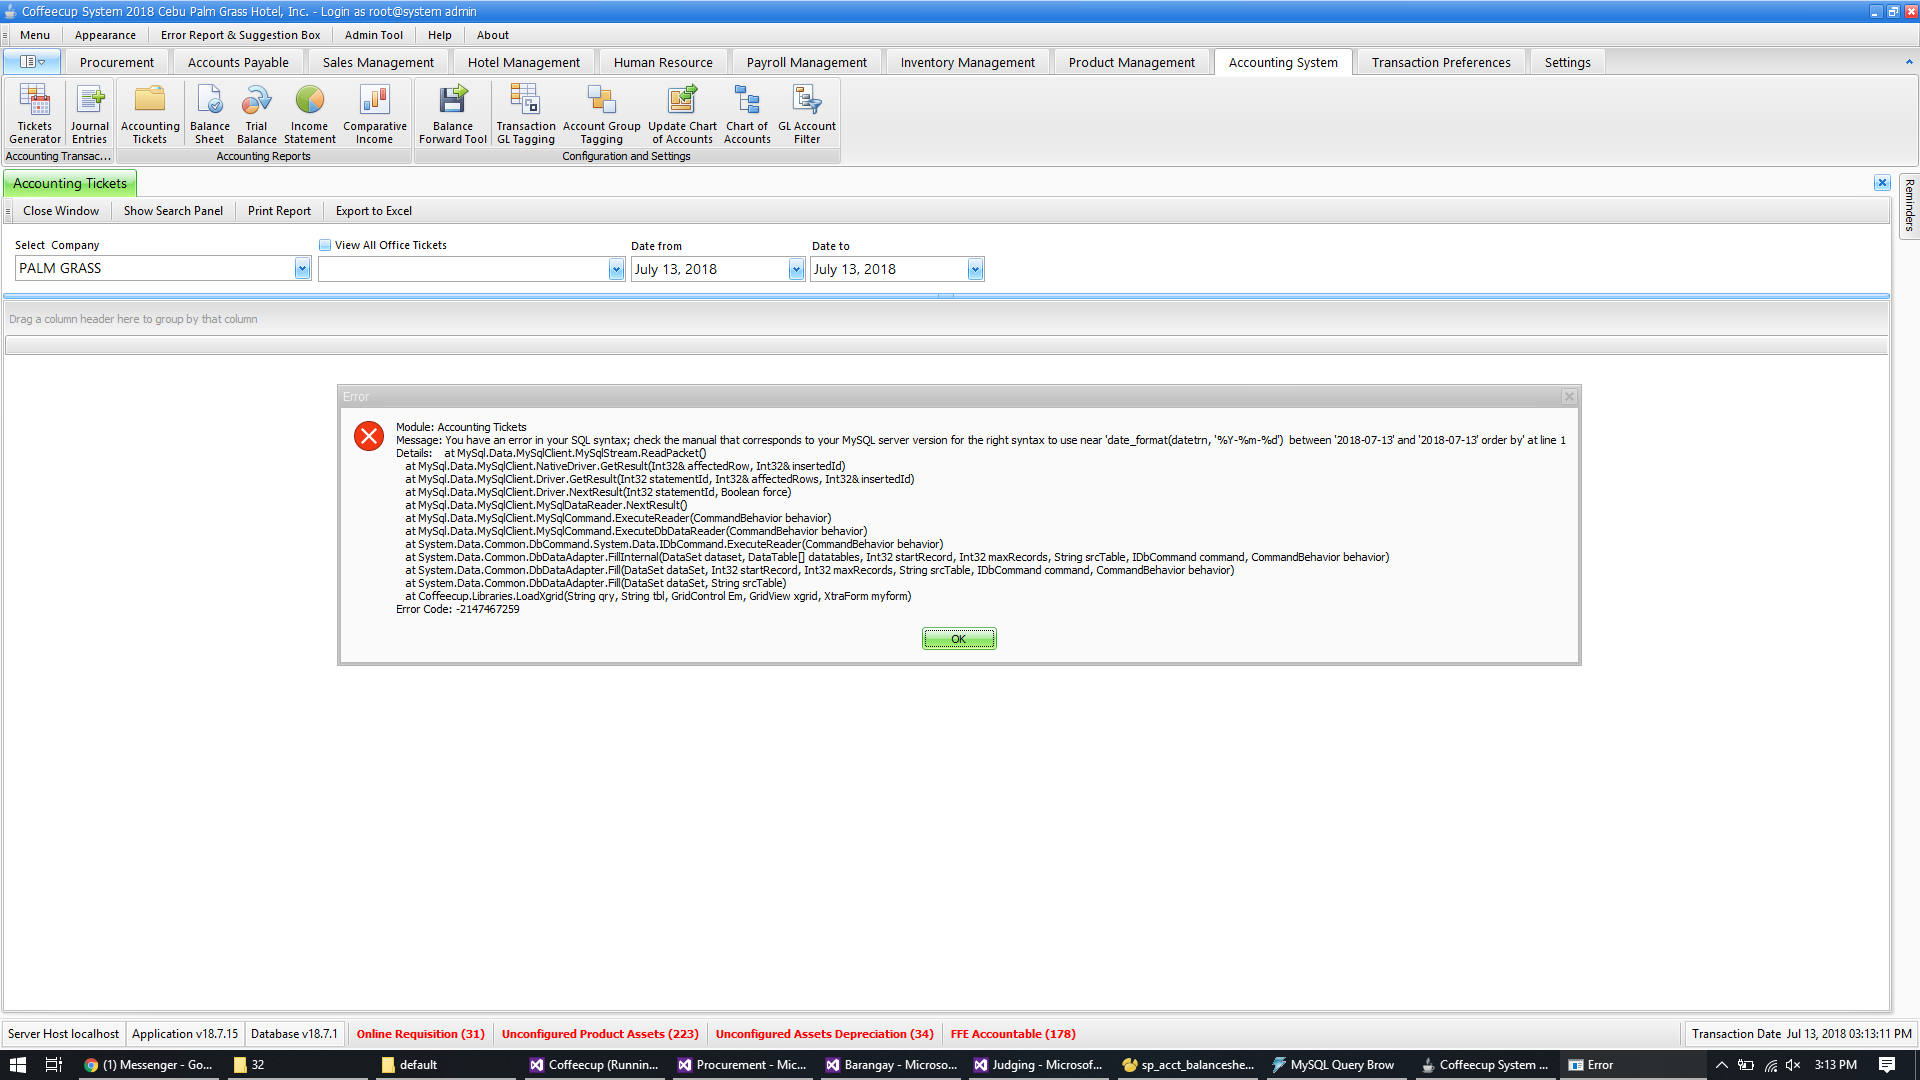 Coffeecup System 2018 Cebu Palm Grass Hotel, Inc. - Login as root@system admin
Menu Appearance Error Report & Suggestion Box Admin Tool Help About
Procurement Accounts Payable Sales Management Hotel Management Human Resource Payroll Management Inventory Management Product Management Accounting System Transaction Preferences Settings
Tickets Generator Journal Entries Accounting Tickets Balance Sheet Trial Balance Income Statement Comparative Income Balance Forward Tool Transaction GL Tagging Account Group Tagging Update Chart of Accounts Chart of Accounts GL Account Filter
Accounting Transac... Accounting Reports Configuration and Settings
Accounting Tickets
Reminders
Close Window Show Search Panel Print Report Export to Excel
Select Company View All Office Tickets Date from Date to
PALM GRASS July 13, 2018 July 13, 2018
Drag a column header here to group by that column
Error
Module: Accounting Tickets
Message: You have an error in your SQL syntax; check the manual that corresponds to your MySQL server version for the right syntax to use near 'date_format(datetrn, '%Y-%m-%d')  between '2018-07-13' and '2018-07-13' order by' at line 1
Details:    at MySql.Data.MySqlClient.MySqlStream.ReadPacket()
at MySql.Data.MySqlClient.NativeDriver.GetResult(Int32& affectedRow, Int32& insertedId)
at MySql.Data.MySqlClient.Driver.GetResult(Int32 statementId, Int32& affectedRows, Int32& insertedId)
at MySql.Data.MySqlClient.Driver.NextResult(Int32 statementId, Boolean force)
at MySql.Data.MySqlClient.MySqlDataReader.NextResult()
at MySql.Data.MySqlClient.MySqlCommand.ExecuteReader(CommandBehavior behavior)
at MySql.Data.MySqlClient.MySqlCommand.ExecuteDbDataReader(CommandBehavior behavior)
at System.Data.Common.DbCommand.System.Data.IDbCommand.ExecuteReader(CommandBehavior behavior)
at System.Data.Common.DbDataAdapter.FillInternal(DataSet dataset, DataTable[] datatables, Int32 startRecord, Int32 maxRecords, String srcTable, IDbCommand command, CommandBehavior behavior)
at System.Data.Common.DbDataAdapter.Fill(DataSet dataSet, Int32 startRecord, Int32 maxRecords, String srcTable, IDbCommand command, CommandBehavior behavior)
at System.Data.Common.DbDataAdapter.Fill(DataSet dataSet, String srcTable)
at Coffeecup.Libraries.LoadXgrid(String qry, String tbl, GridControl Em, GridView xgrid, XtraForm myform)
Error Code: -2147467259
OK
Server Host localhost Application v18.7.15 Database v18.7.1 Online Requisition (31) Unconfigured Product Assets (223) Unconfigured Assets Depreciation (34) FFE Accountable (178) Transaction Date Jul 13, 2018 03:13:11 PM
(1) Messenger - Go... 32 default Coffeecup (Runnin... Procurement - Mic... Barangay - Microso... Judging - Microsof... sp_acct_balanceshe... MySQL Query Brow Coffeecup System ... Error 3:13 PM